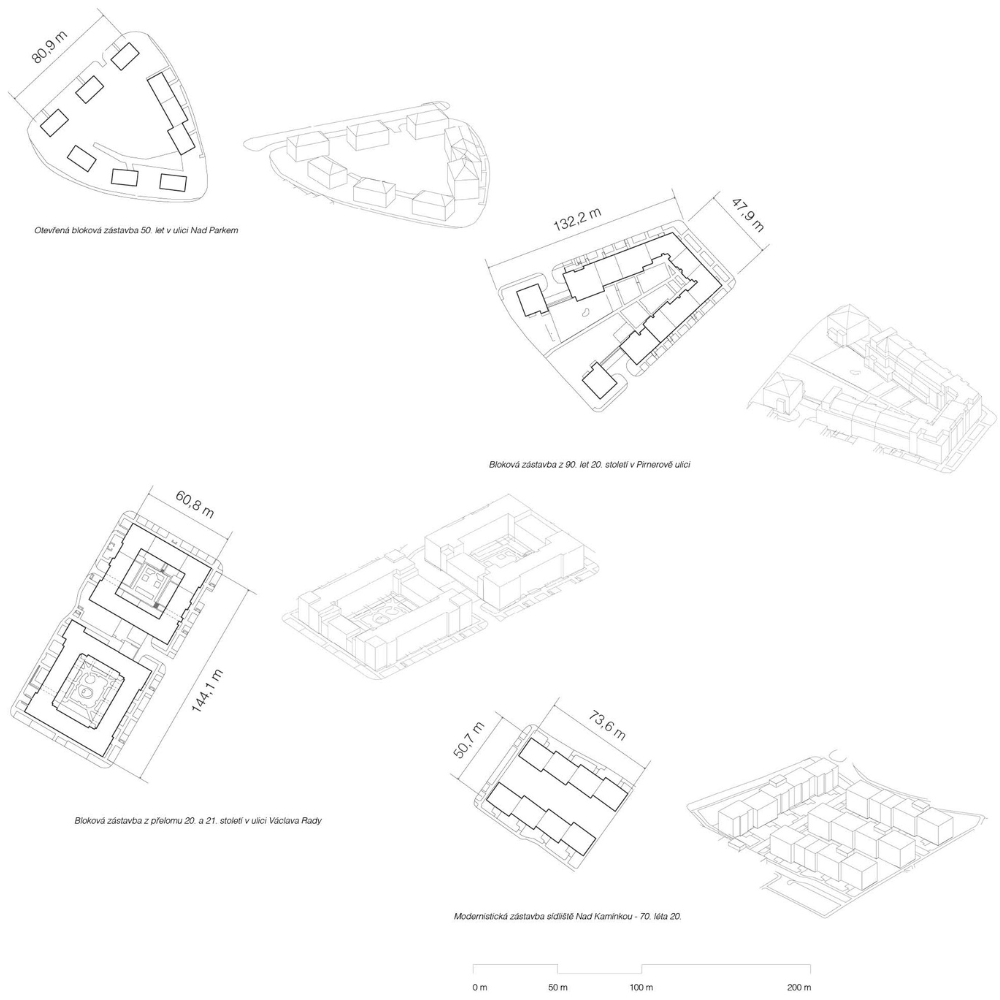 80,9 m
Otevřená bloková zástavba 50. let v ulici Nad Parkem
132,2 m
47,9 m
Bloková zástavba z 90. let 20. století v Pirnerově ulici
60,8 m
144,1 m
Bloková zástavba z přelomu 20. a 21. století v ulici Václava Rady
50,7 m
73,6 m
Modernistická zástavba sídliště Nad Kamínkou - 70. léta 20.
0 m 50 m 100 m 200 m